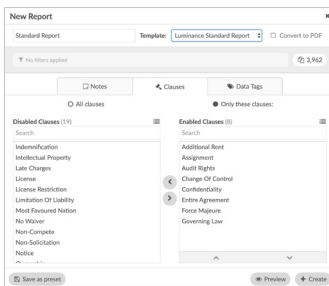 New Report
Standard Report
Template:
Luminance Standard Report
Convert to PDF
No filters applied
3,962
Notes
Clauses
Data Tags
All clauses
Only these clauses:
Disabled Clauses (19)
Enabled Clauses (8)
Search
Search
Indemnification
Intellectual Property
Late Charges
License
License Restriction
Limitation Of Liability
Most Favoured Nation
No Waiver
Non-Compete
Non-Solicitation
Notice
Additional Rent
Assignment
Audit Rights
Change Of Control
Confidentiality
Entire Agreement
Force Majeure
Governing Law
Save as preset
Preview
+ Create